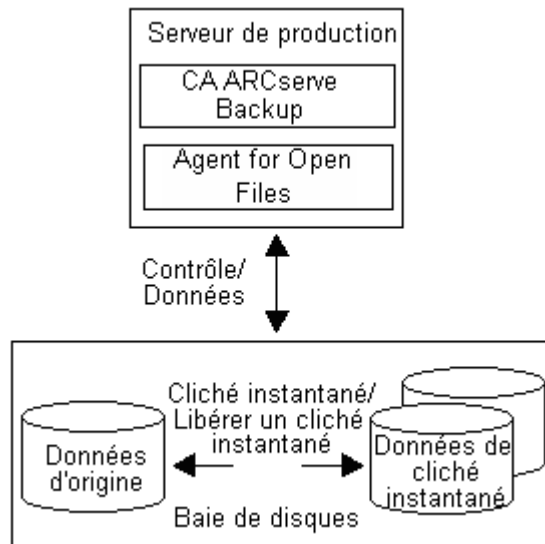 Serveur de production
CA ARCserve
Backup
Agent for Open
Files
Contrôle/
Données
Cliché instantané/
Libérer un cliché
instantané
Données
d'origine
Données de
cliché
instantané
Baie de disques